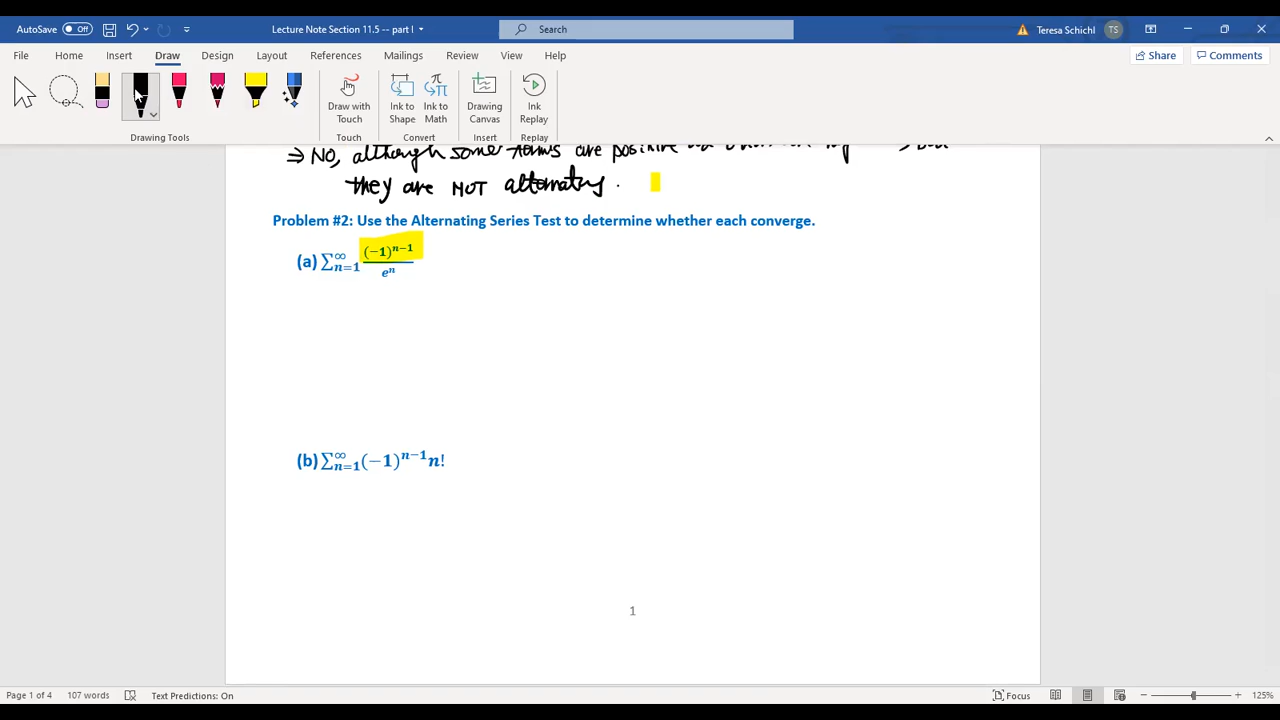 AutoSave Off Lecture Note Section 11.5 -- part I Search Teresa Schichl TS
File Home Insert Draw Design Layout References Mailings Review View Help Share Comments
Draw with Touch Ink to Shape Ink to Math Drawing Canvas Ink Replay
Drawing Tools Touch Convert Insert Replay
⇒ NO, although some terms are positive
they are NOT alternating.
Problem #2: Use the Alternating Series Test to determine whether each converge.
(a) ∑_{n=1}^{∞} (−1)^{n−1}/e^n
(b) ∑_{n=1}^{∞} (−1)^{n−1} n!
1
Page 1 of 4 107 words Text Predictions: On Focus 125%